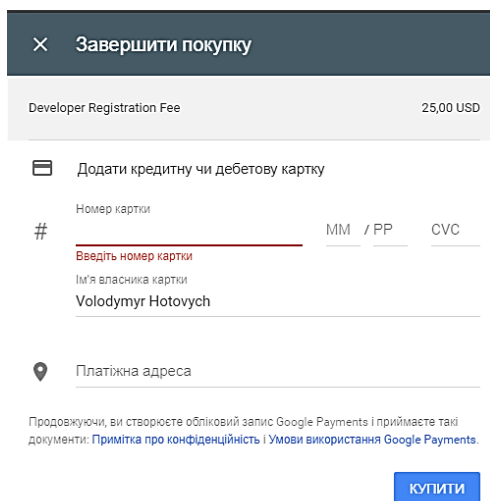 Завершити покупку
Developer Registration Fee 25,00 USD
Додати кредитну чи дебетову картку
Номер картки
# MM / РР CVC
Введіть номер картки
Ім'я власника картки
Volodymyr Hotovych
Платіжна адреса
Продовжуючи, ви створюєте обліковий запис Google Payments і приймаєте такі
документи: Примітка про конфіденційність і Умови використання Google Payments.
КУПИТИ